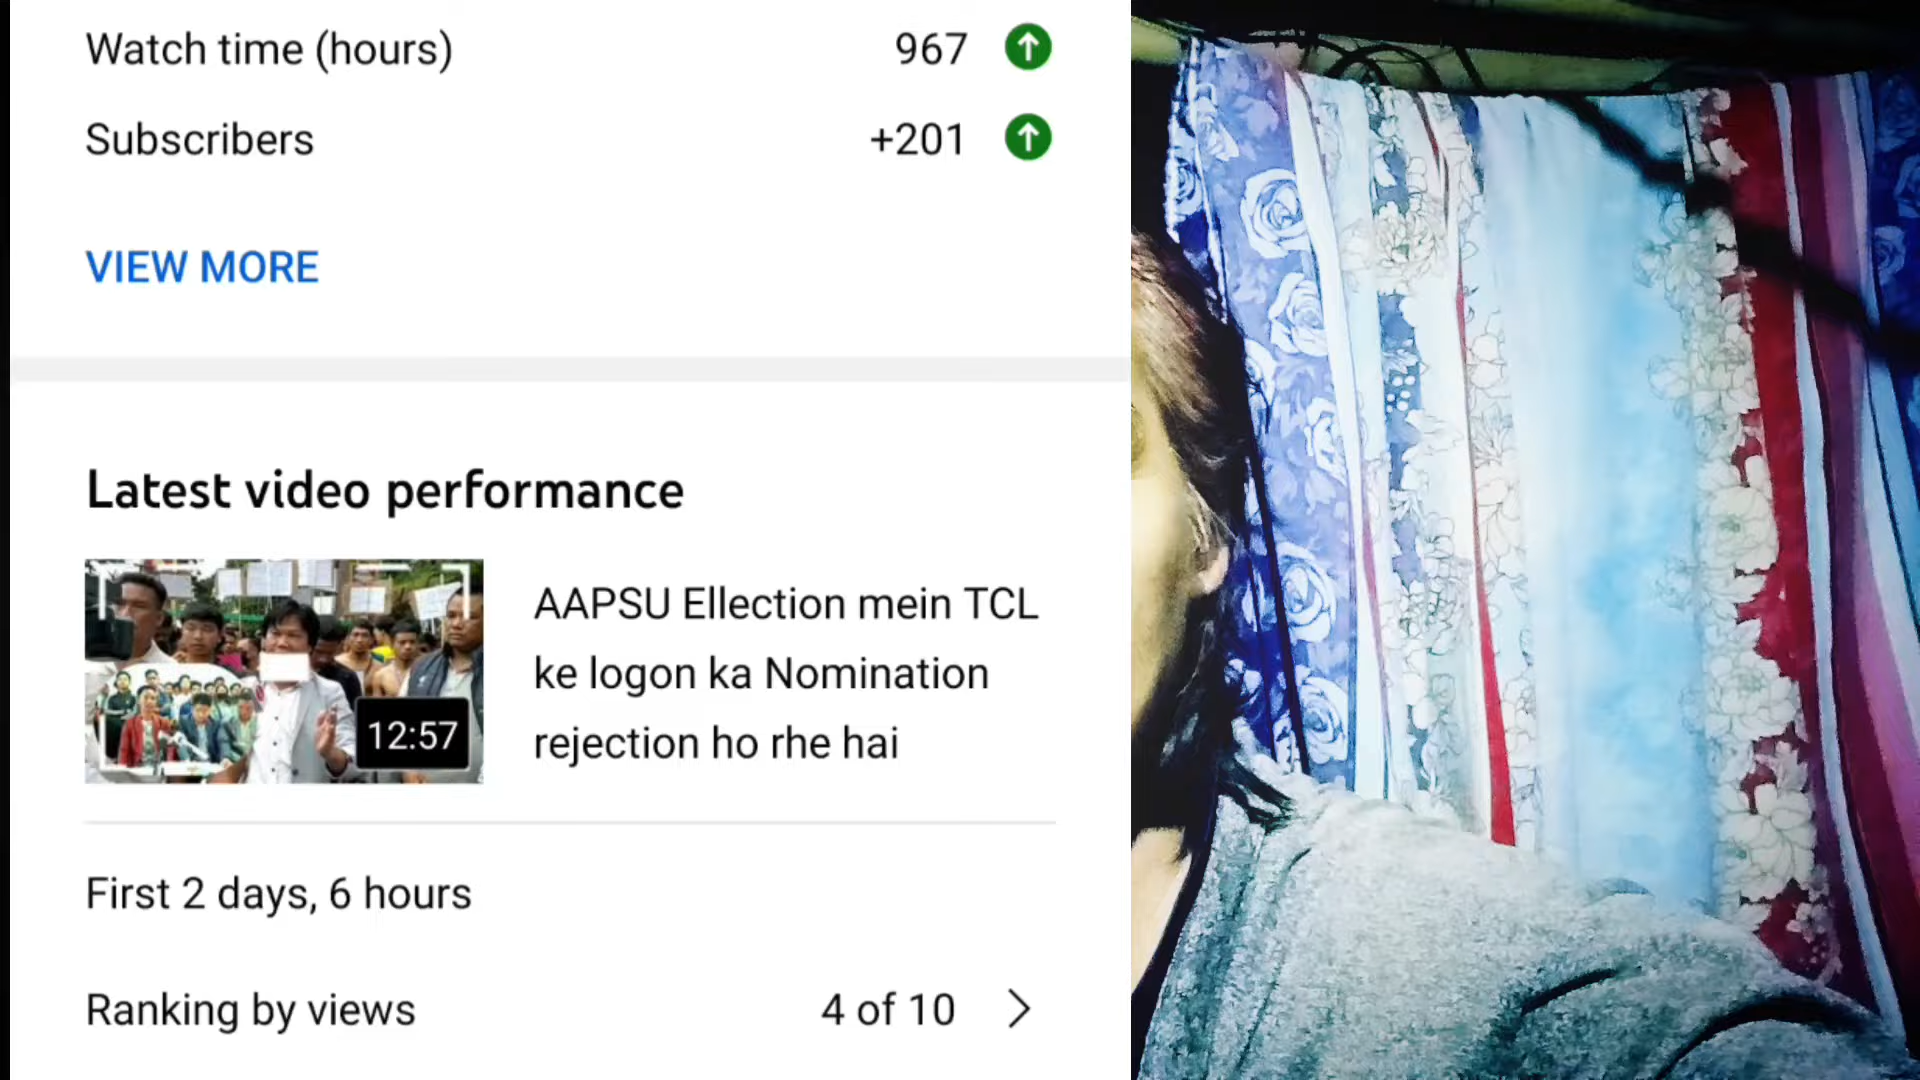 Watch time (hours) 967
Subscribers +201
VIEW MORE
Latest video performance
12:57
AAPSU Ellection mein TCL
ke logon ka Nomination
rejection ho rhe hai
First 2 days, 6 hours
Ranking by views 4 of 10